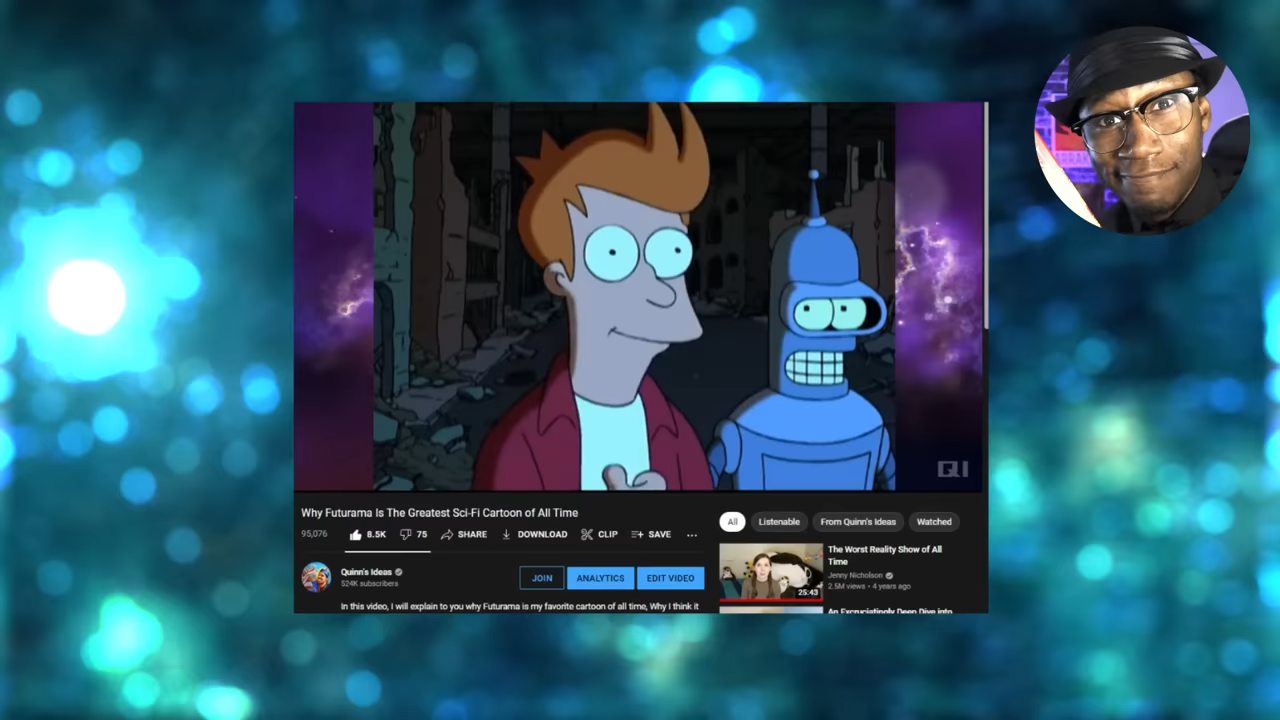 ARRAK
QI
Why Futurama Is The Greatest Sci-Fi Cartoon of All Time
95,076 8.5K 75 SHARE DOWNLOAD CLIP SAVE ...
Quinn's Ideas
524K subscribers
JOIN ANALYTICS EDIT VIDEO
In this video, I will explain to you why Futurama is my favorite cartoon of all time, Why I think it
All Listenable From Quinn's Ideas Watched
The Worst Reality Show of All
Time
Jenny Nicholson
2.5M views • 4 years ago
25:43
An Excruciatingly Deep Dive into